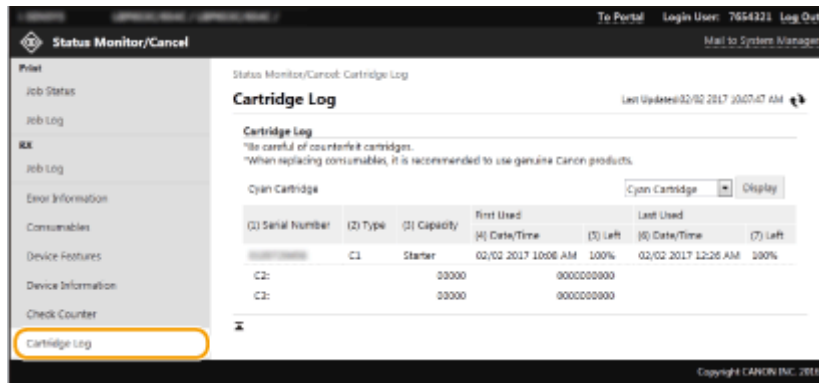 To Portal Login User: 7654321 Log Out
Status Monitor/Cancel Mail to System Manager
Print
Job Status
Job Log
RX
Job Log
Error Information
Consumables
Device Features
Device Information
Check Counter
Cartridge Log
Status Monitor/Cancel: Cartridge Log
Cartridge Log Last Updated:02/02 2017 10:07:47 AM
Cartridge Log
*Be careful of counterfeit cartridges.
*When replacing consumables, it is recommended to use genuine Canon products.
Cyan Cartridge Cyan Cartridge Display
First Used Last Used
(1) Serial Number (2) Type (3) Capacity (4) Date/Time (5) Left (6) Date/Time (7) Left
C1 Starter 02/02 2017 10:08 AM 100% 02/02 2017 12:26 AM 100%
C2: 00000 0000000000
C2: 00000 0000000000
Copyright CANON INC. 2016